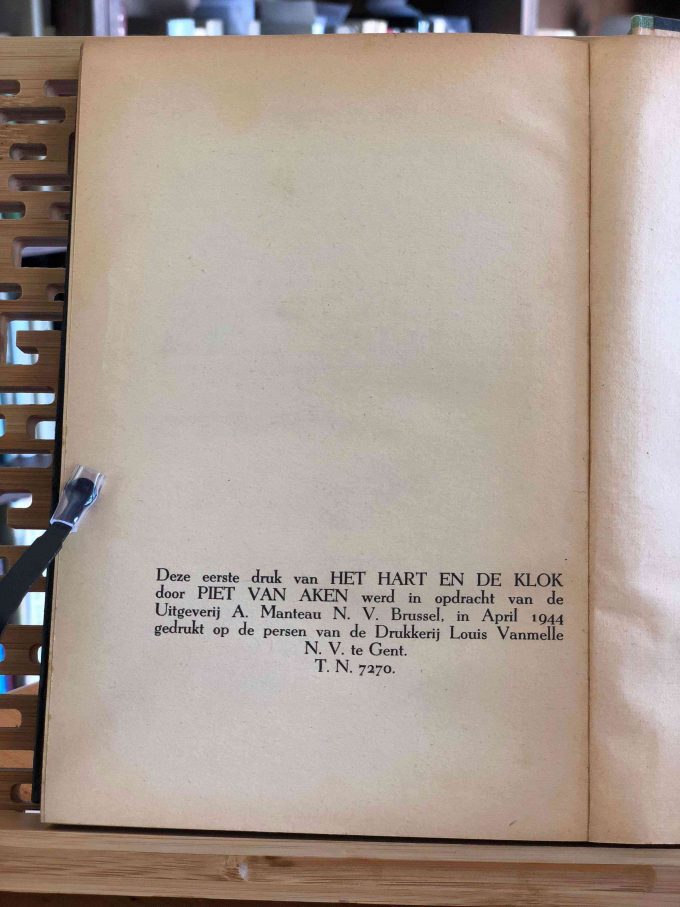 Deze eerste druk van HET HART EN DE KLOK
door PIET VAN AKEN werd in opdracht van de
Uitgeverij A. Manteau N. V. Brussel, in April 1944
gedrukt op de persen van de Drukkerij Louis Vanmelle
N. V. te Gent.
T. N. 7270.